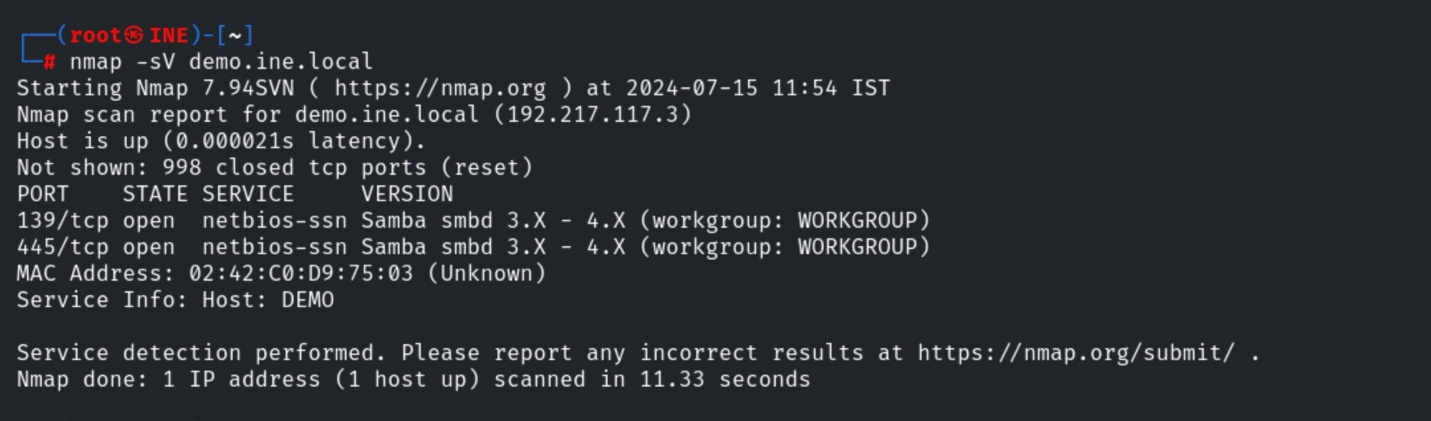 ┌──(root㉿INE)-[~]
└─# nmap -sV demo.ine.local
Starting Nmap 7.94SVN ( https://nmap.org ) at 2024-07-15 11:54 IST
Nmap scan report for demo.ine.local (192.217.117.3)
Host is up (0.000021s latency).
Not shown: 998 closed tcp ports (reset)
PORT    STATE SERVICE     VERSION
139/tcp open  netbios-ssn Samba smbd 3.X - 4.X (workgroup: WORKGROUP)
445/tcp open  netbios-ssn Samba smbd 3.X - 4.X (workgroup: WORKGROUP)
MAC Address: 02:42:C0:D9:75:03 (Unknown)
Service Info: Host: DEMO

Service detection performed. Please report any incorrect results at https://nmap.org/submit/ .
Nmap done: 1 IP address (1 host up) scanned in 11.33 seconds